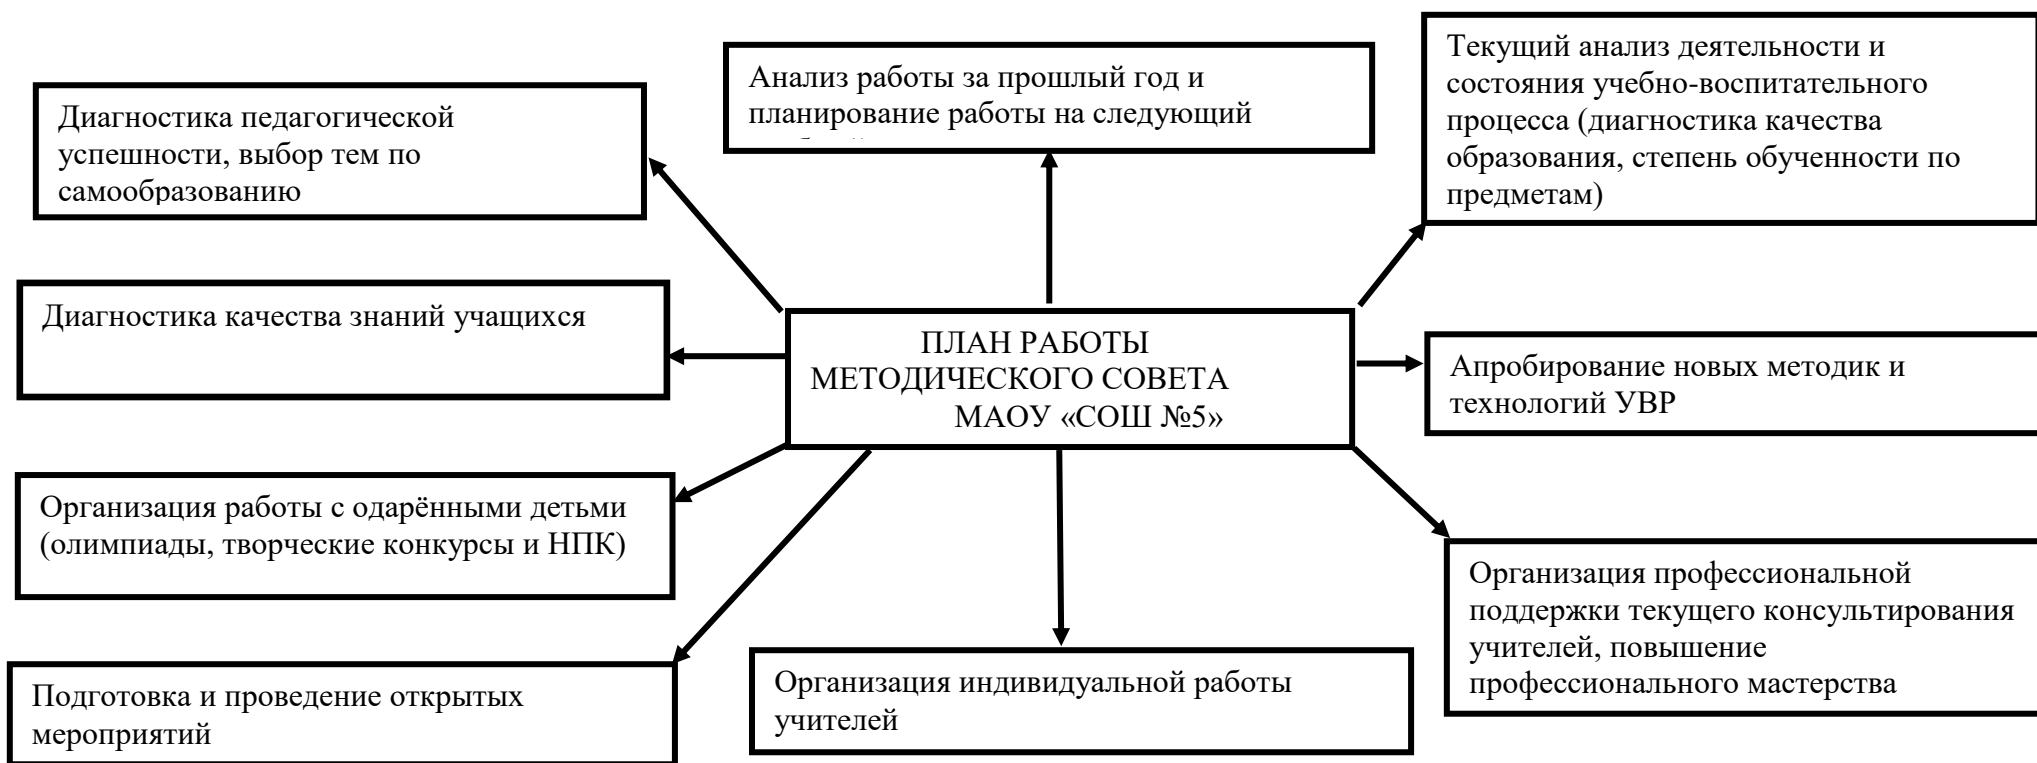 Диагностика педагогической
успешности, выбор тем по
самообразованию
Анализ работы за прошлый год и
планирование работы на следующий
Текущий анализ деятельности и
состояния учебно-воспитательного
процесса (диагностика качества
образования, степень обученности по
предметам)
Диагностика качества знаний учащихся
ПЛАН РАБОТЫ
МЕТОДИЧЕСКОГО СОВЕТА
МАОУ «СОШ №5»
Апробирование новых методик и
технологий УВР
Организация работы с одарёнными детьми
(олимпиады, творческие конкурсы и НПК)
Организация профессиональной
поддержки текущего консультирования
учителей, повышение
профессионального мастерства
Подготовка и проведение открытых
мероприятий
Организация индивидуальной работы
учителей